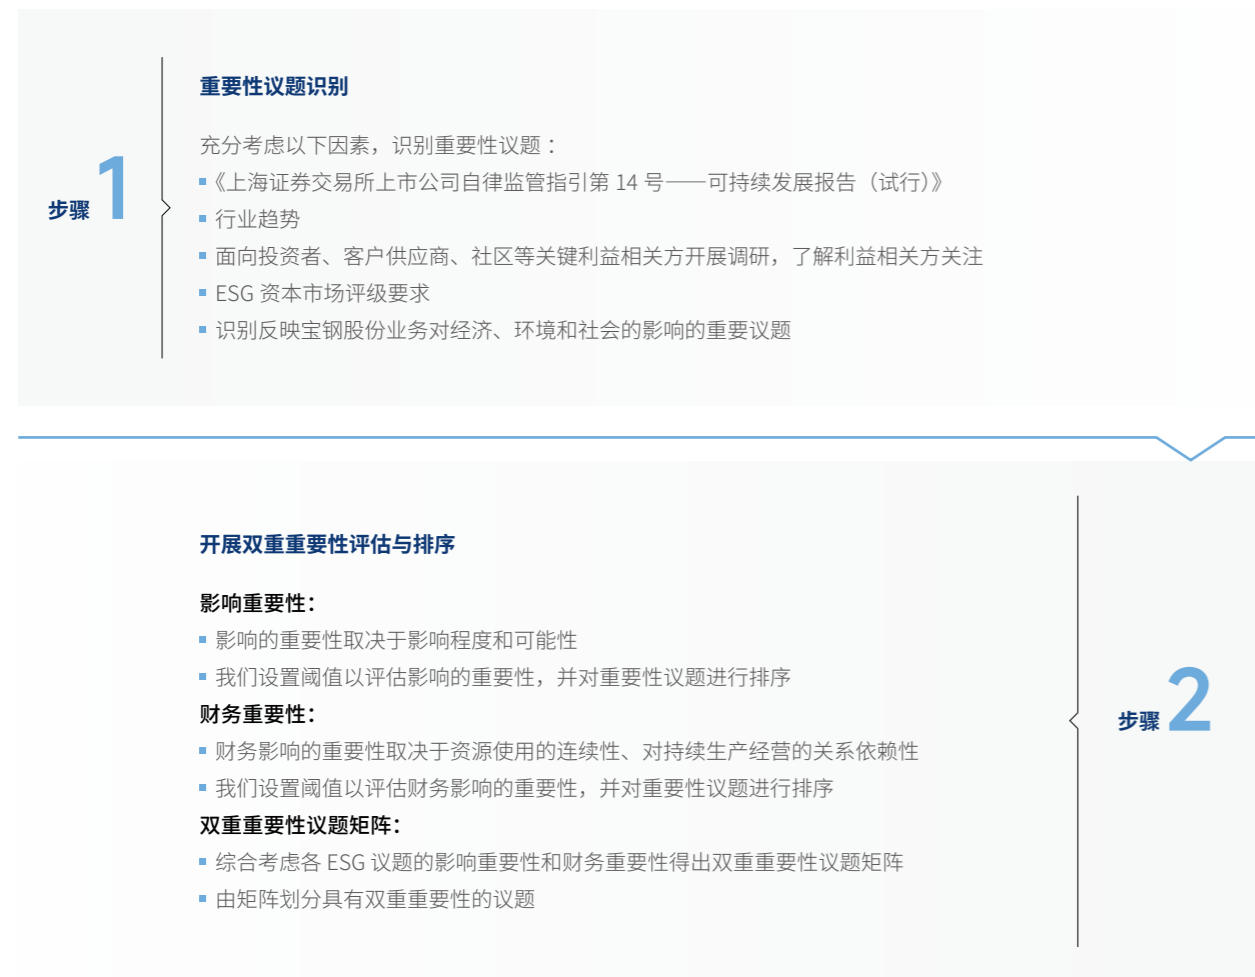 步骤 1
重要性议题识别
充分考虑以下因素，识别重要性议题：
《上海证券交易所上市公司自律监管指引第 14 号——可持续发展报告（试行）》
行业趋势
面向投资者、客户供应商、社区等关键利益相关方开展调研，了解利益相关方关注
ESG 资本市场评级要求
识别反映宝钢股份业务对经济、环境和社会的影响的重要议题
步骤 2
开展双重重要性评估与排序
影响重要性：
影响的重要性取决于影响程度和可能性
我们设置阈值以评估影响的重要性，并对重要性议题进行排序
财务重要性：
财务影响的重要性取决于资源使用的连续性、对持续生产经营的关系依赖性
我们设置阈值以评估财务影响的重要性，并对重要性议题进行排序
双重重要性议题矩阵：
综合考虑各 ESG 议题的影响重要性和财务重要性得出双重重要性议题矩阵
由矩阵划分具有双重重要性的议题